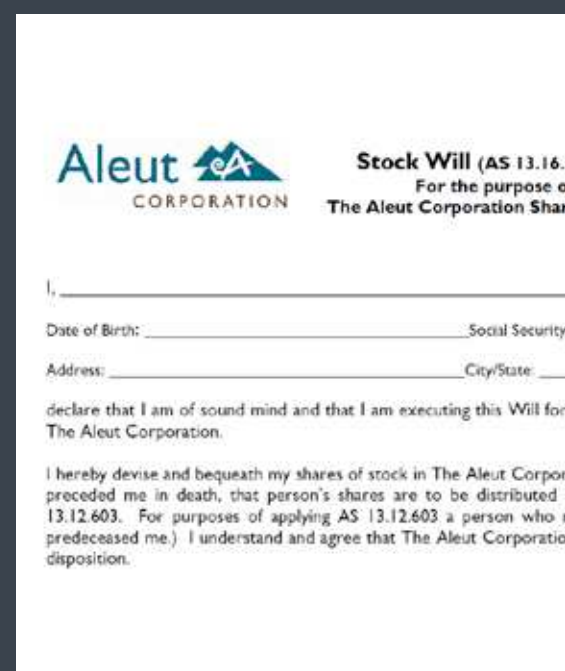 Aleut
CORPORATION
Stock Will (AS 13.16.
For the purpose o
The Aleut Corporation Shar
I,
Date of Birth: Social Security
Address: City/State:
declare that I am of sound mind and that I am executing this Will for
The Aleut Corporation.
I hereby devise and bequeath my shares of stock in The Aleut Corpor
preceded me in death, that person's shares are to be distributed
13.12.603. For purposes of applying AS 13.12.603 a person who
predeceased me.) I understand and agree that The Aleut Corporatio
disposition.